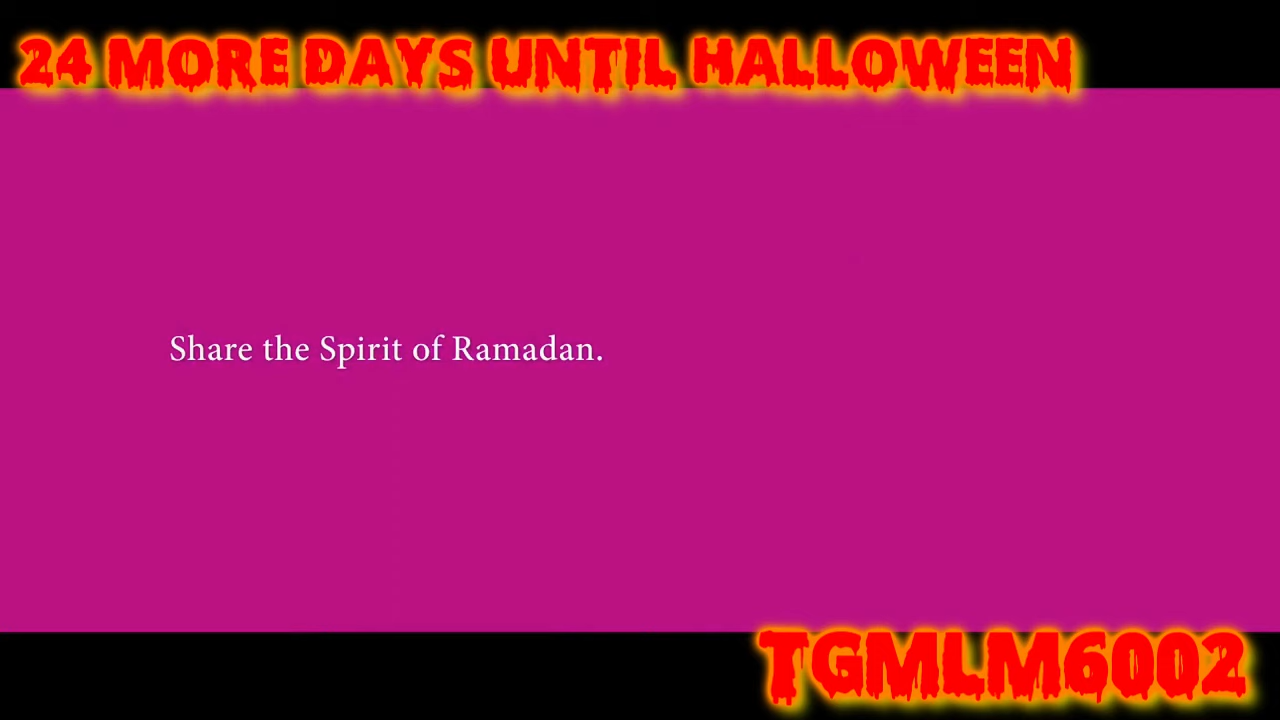 24 MORE DAYS UNTIL HALLOWEEN
Share the Spirit of Ramadan.
TGMLM6002